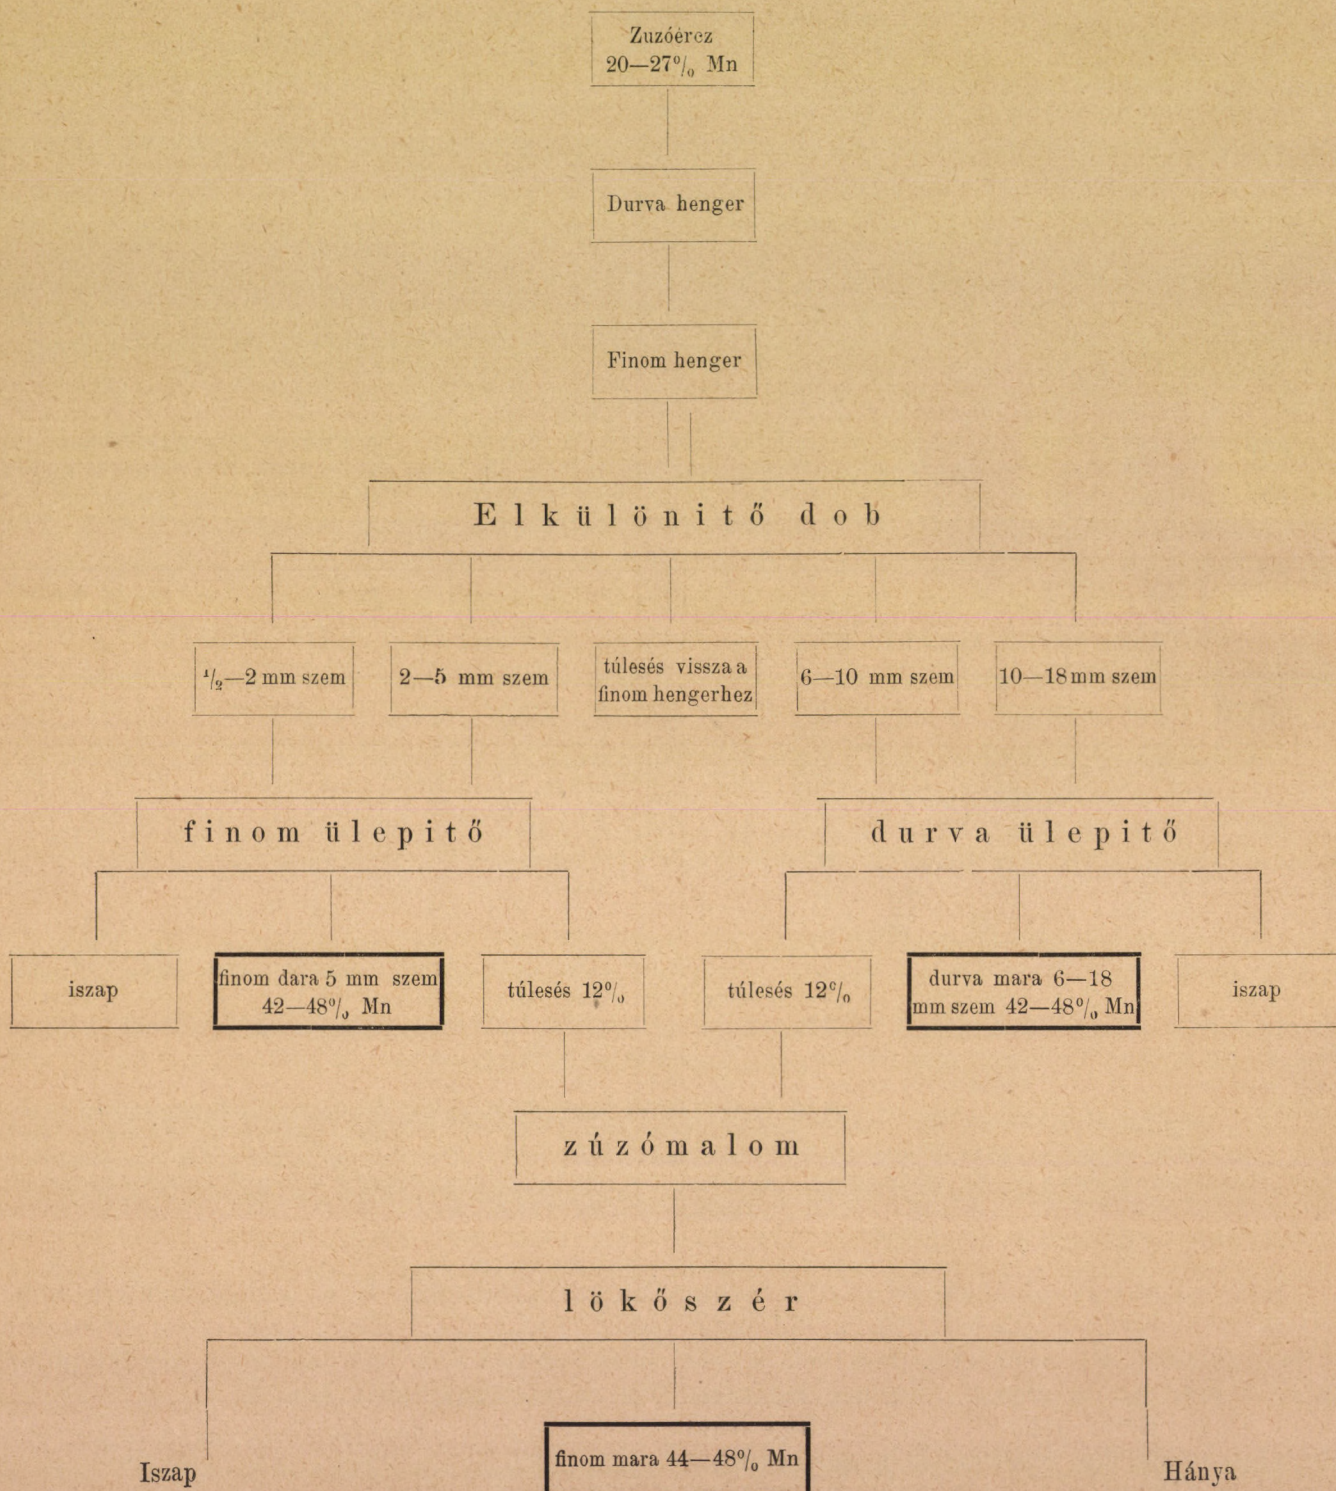 Zuzóércz
20—27% Mn
Durva henger
Finom henger
Elkülönitő dob
½—2 mm szem
2—5 mm szem
túlesés vissza a
finom hengerhez
6—10 mm szem
10—18 mm szem
finom ülepitő
durva ülepitő
iszap
finom dara 5 mm szem
42—48% Mn
túlesés 12%
túlesés 12%
durva mara 6—18
mm szem 42—48% Mn
iszap
zúzómalom
lökőszér
Iszap
finom mara 44—48% Mn
Hánya